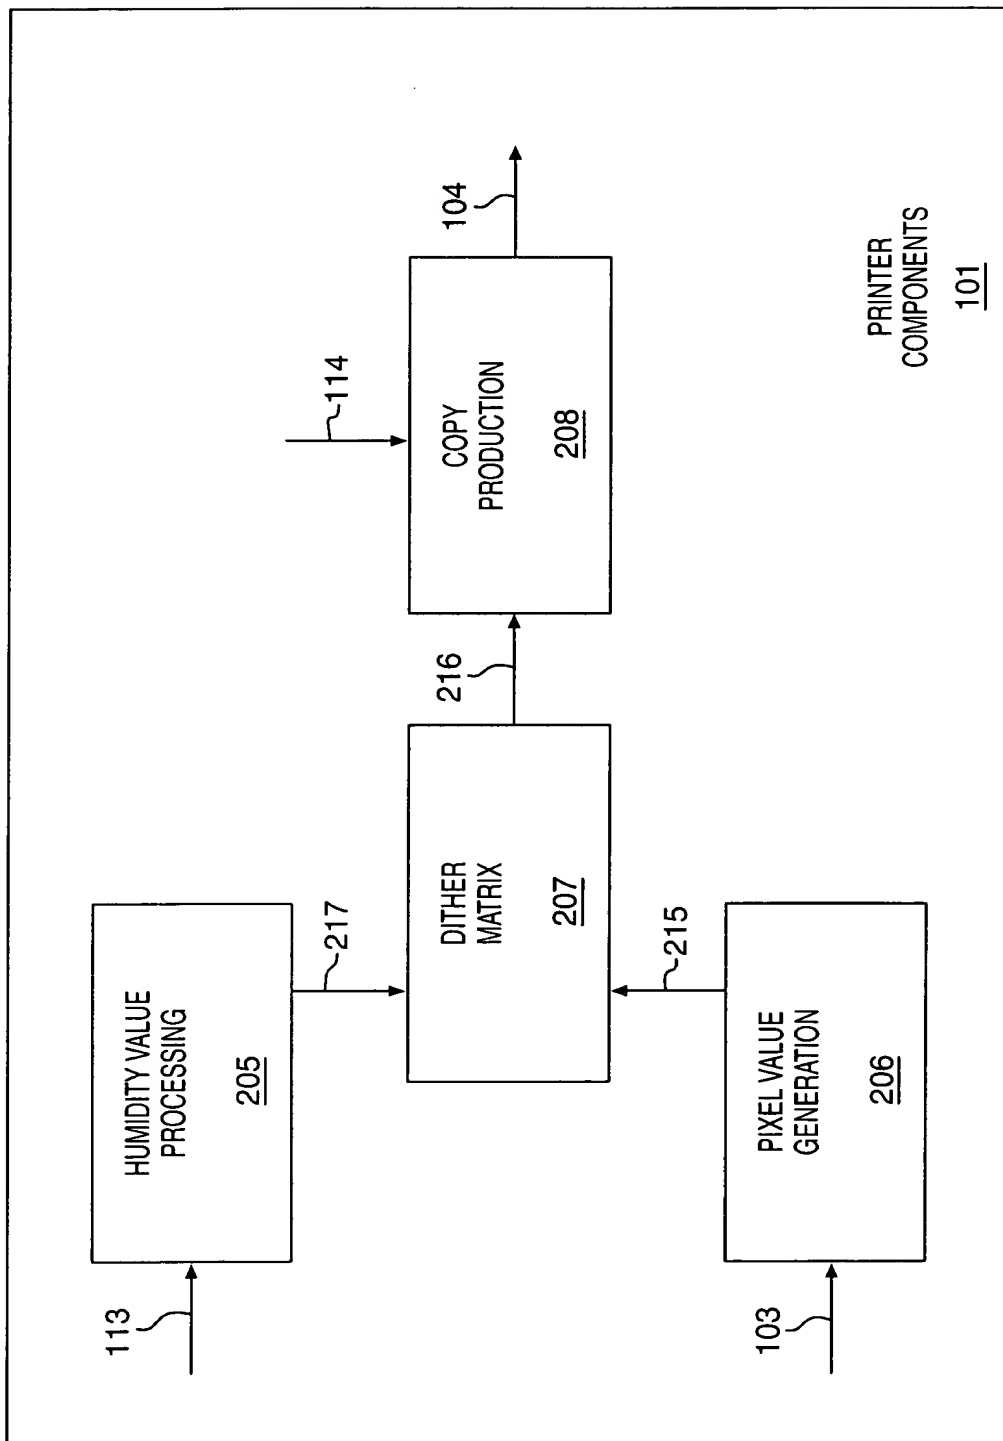 113
HUMIDITY VALUE
PROCESSING
205
217
103
PIXEL VALUE
GENERATION
206
215
DITHER
MATRIX
207
216
114
COPY
PRODUCTION
208
104
PRINTER
COMPONENTS
101